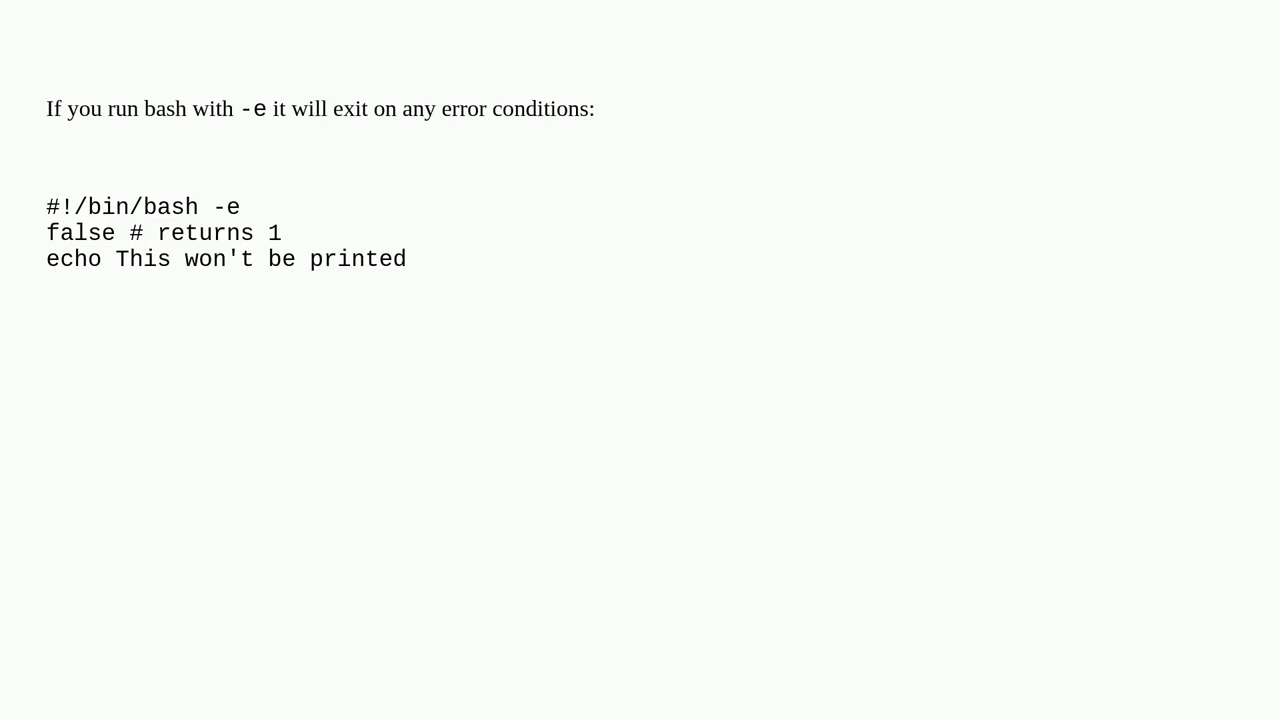 If you run bash with -e it will exit on any error conditions:
#!/bin/bash -e
false # returns 1
echo This won't be printed